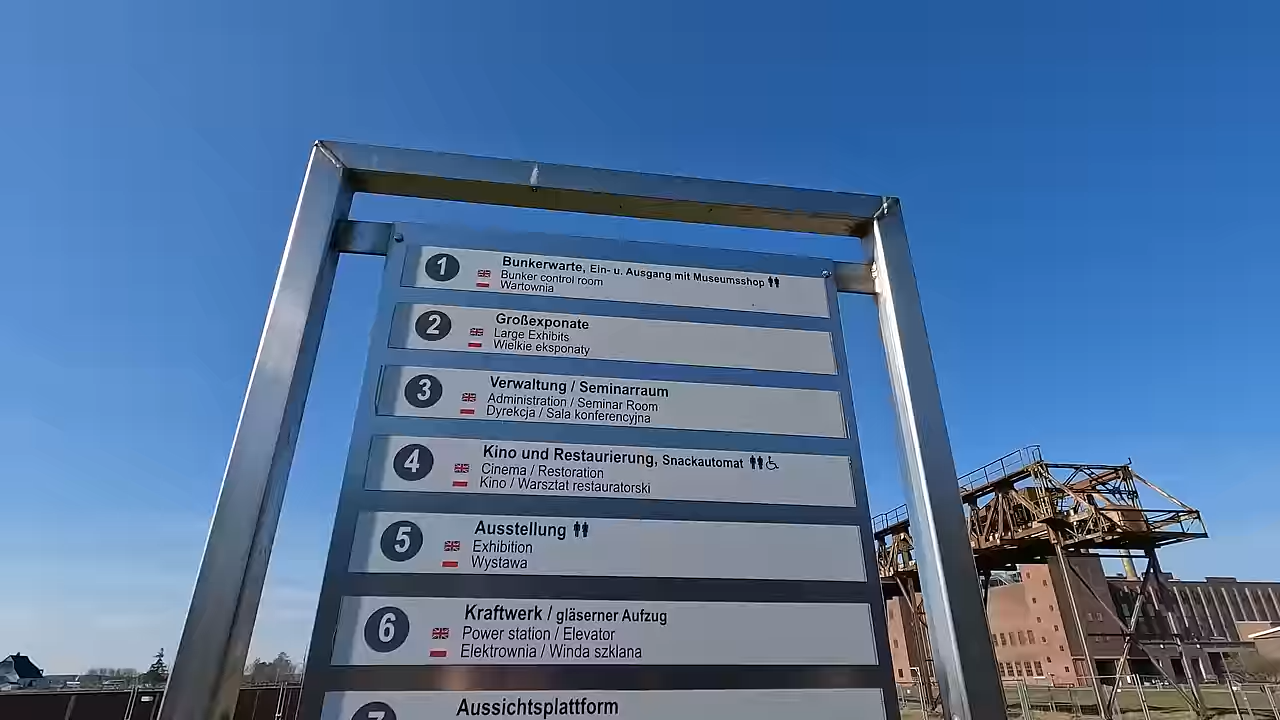 1 Bunkerwarte, Ein- u. Ausgang mit Museumsshop
Bunker control room
Wartownia
2 Großexponate
Large Exhibits
Wielkie eksponaty
3 Verwaltung / Seminarraum
Administration / Seminar Room
Dyrekcja / Sala konferencyjna
4 Kino und Restaurierung, Snackautomat
Cinema / Restoration
Kino / Warsztat restauratorski
5 Ausstellung
Exhibition
Wystawa
6 Kraftwerk / gläserner Aufzug
Power station / Elevator
Elektrownia / Winda szklana
7 Aussichtsplattform